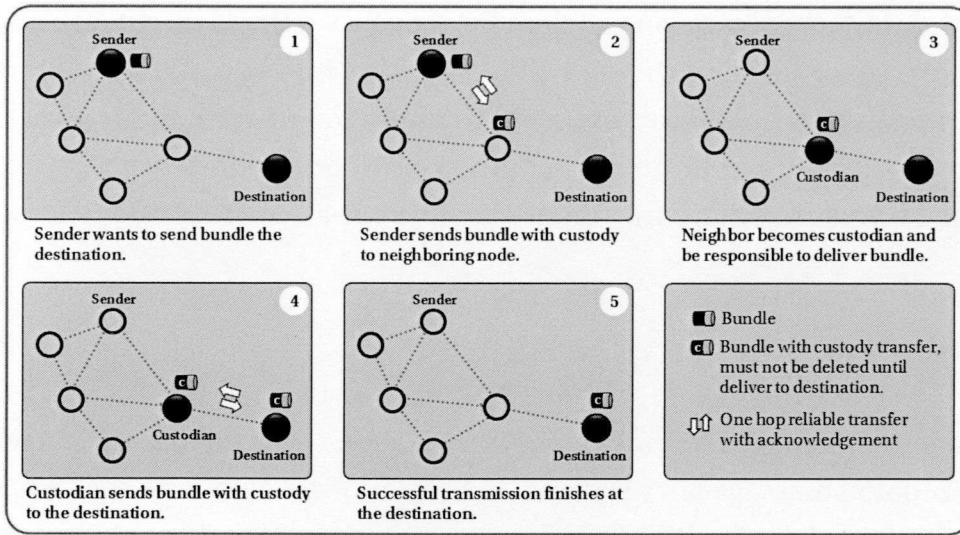 Sender
1
Destination
Sender wants to send bundle the
destination.
Sender
2
c
Destination
Sender sends bundle with custody
to neighboring node.
Sender
3
c
Custodian
Destination
Neighbor becomes custodian and
be responsible to deliver bundle.
Sender
4
c
c
Custodian
Destination
Custodian sends bundle with custody
to the destination.
Sender
5
c
Destination
Successful transmission finishes at
the destination.
Bundle
c Bundle with custody transfer,
must not be deleted until
deliver to destination.
One hop reliable transfer
with acknowledgement